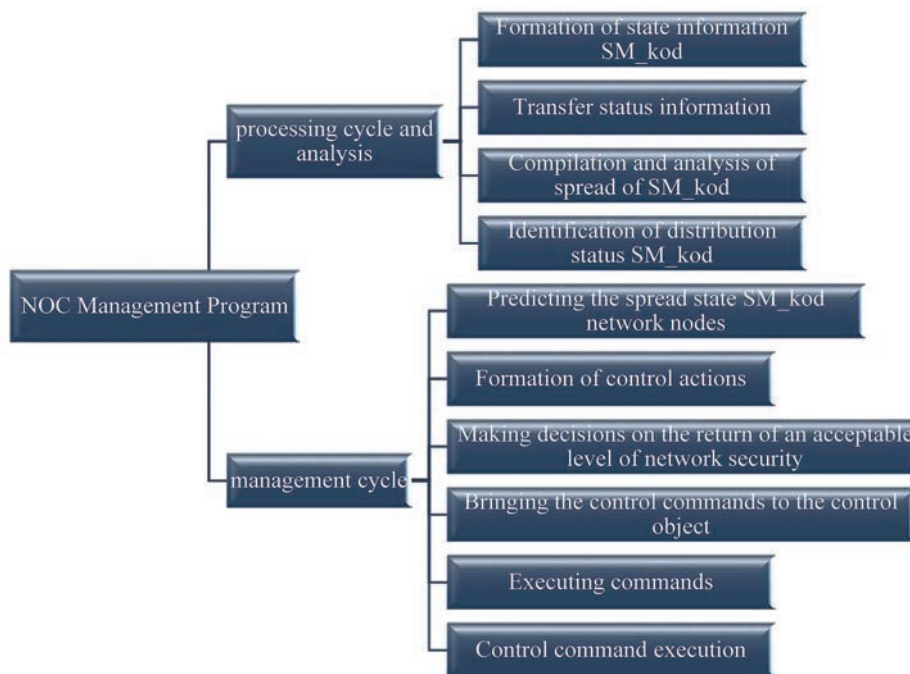 Formation of state information
SM_kod
Transfer status information
processing cycle and
analysis
Compilation and analysis of
spread of SM_kod
Identification of distribution
status SM_kod
NOC Management Program
Predicting the spread state SM_kod
network nodes
Formation of control actions
Making decisions on the return of an acceptable
level of network security
management cycle
Bringing the control commands to the control
object
Executing commands
Control command execution